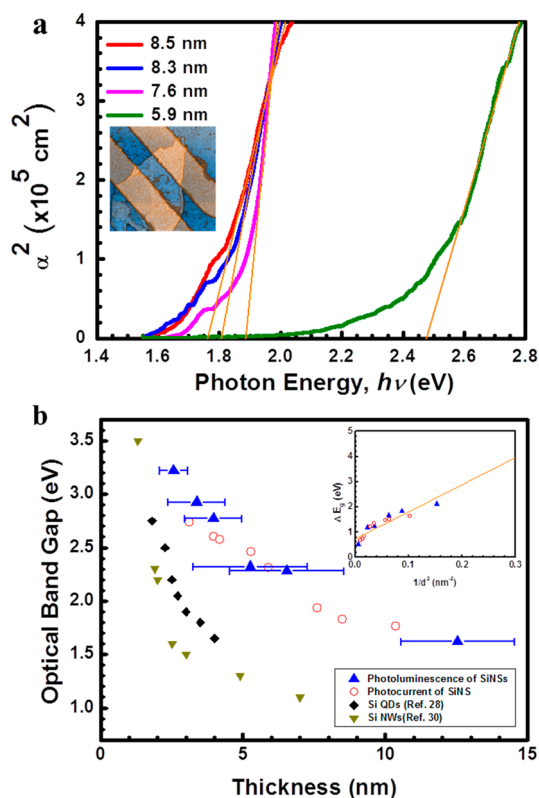 a
8.5 nm
8.3 nm
7.6 nm
5.9 nm
α² (x10⁵ cm²)
4
3
2
1
0
1.4 1.6 1.8 2.0 2.2 2.4 2.6 2.8
Photon Energy, hν (eV)
b
Optical Band Gap (eV)
3.5
3.0
2.5
2.0
1.5
1.0
0 5 10 15
Thickness (nm)
5
4
3
2
1
0
0.0 0.1 0.2 0.3
1/d² (nm⁻²)
Photoluminescence of SiNSs
Photocurrent of SiNS
Si QDs (Ref. 28)
Si NWs(Ref. 30)